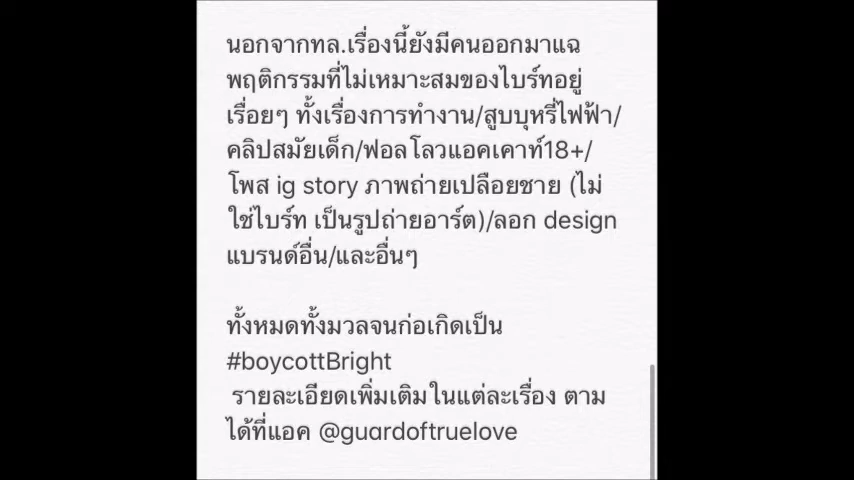 นอกจากทล.เรื่องนี้ยังมีคนออกมาแฉ
พฤติกรรมที่ไม่เหมาะสมของไบร์ทอยู่
เรื่อยๆ ทั้งเรื่องการทำงาน/สูบบุหรี่ไฟฟ้า/
คลิปสมัยเด็ก/ฟอลโลวแอคเคาท์18+/
โพส ig story ภาพถ่ายเปลือยชาย (ไม่
ใช่ไบร์ท เป็นรูปถ่ายอาร์ต)/ลอก design
แบรนด์อื่น/และอื่นๆ
ทั้งหมดทั้งมวลจนก่อเกิดเป็น
#boycottBright
รายละเอียดเพิ่มเติมในแต่ละเรื่อง ตาม
ได้ที่แอค @guardoftruelove